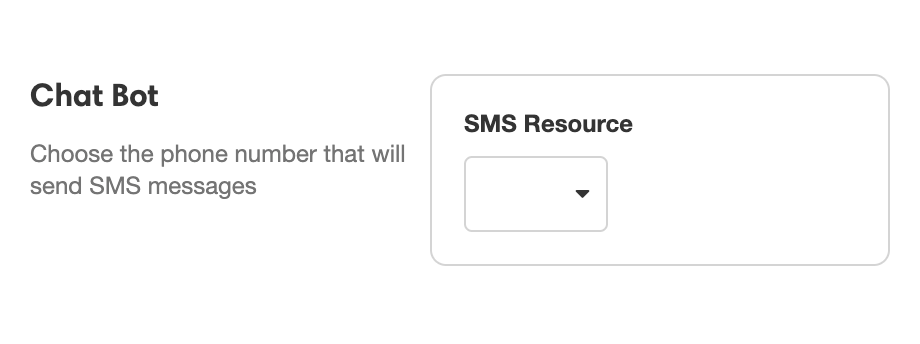 Chat Bot
Choose the phone number that will
send SMS messages
SMS Resource